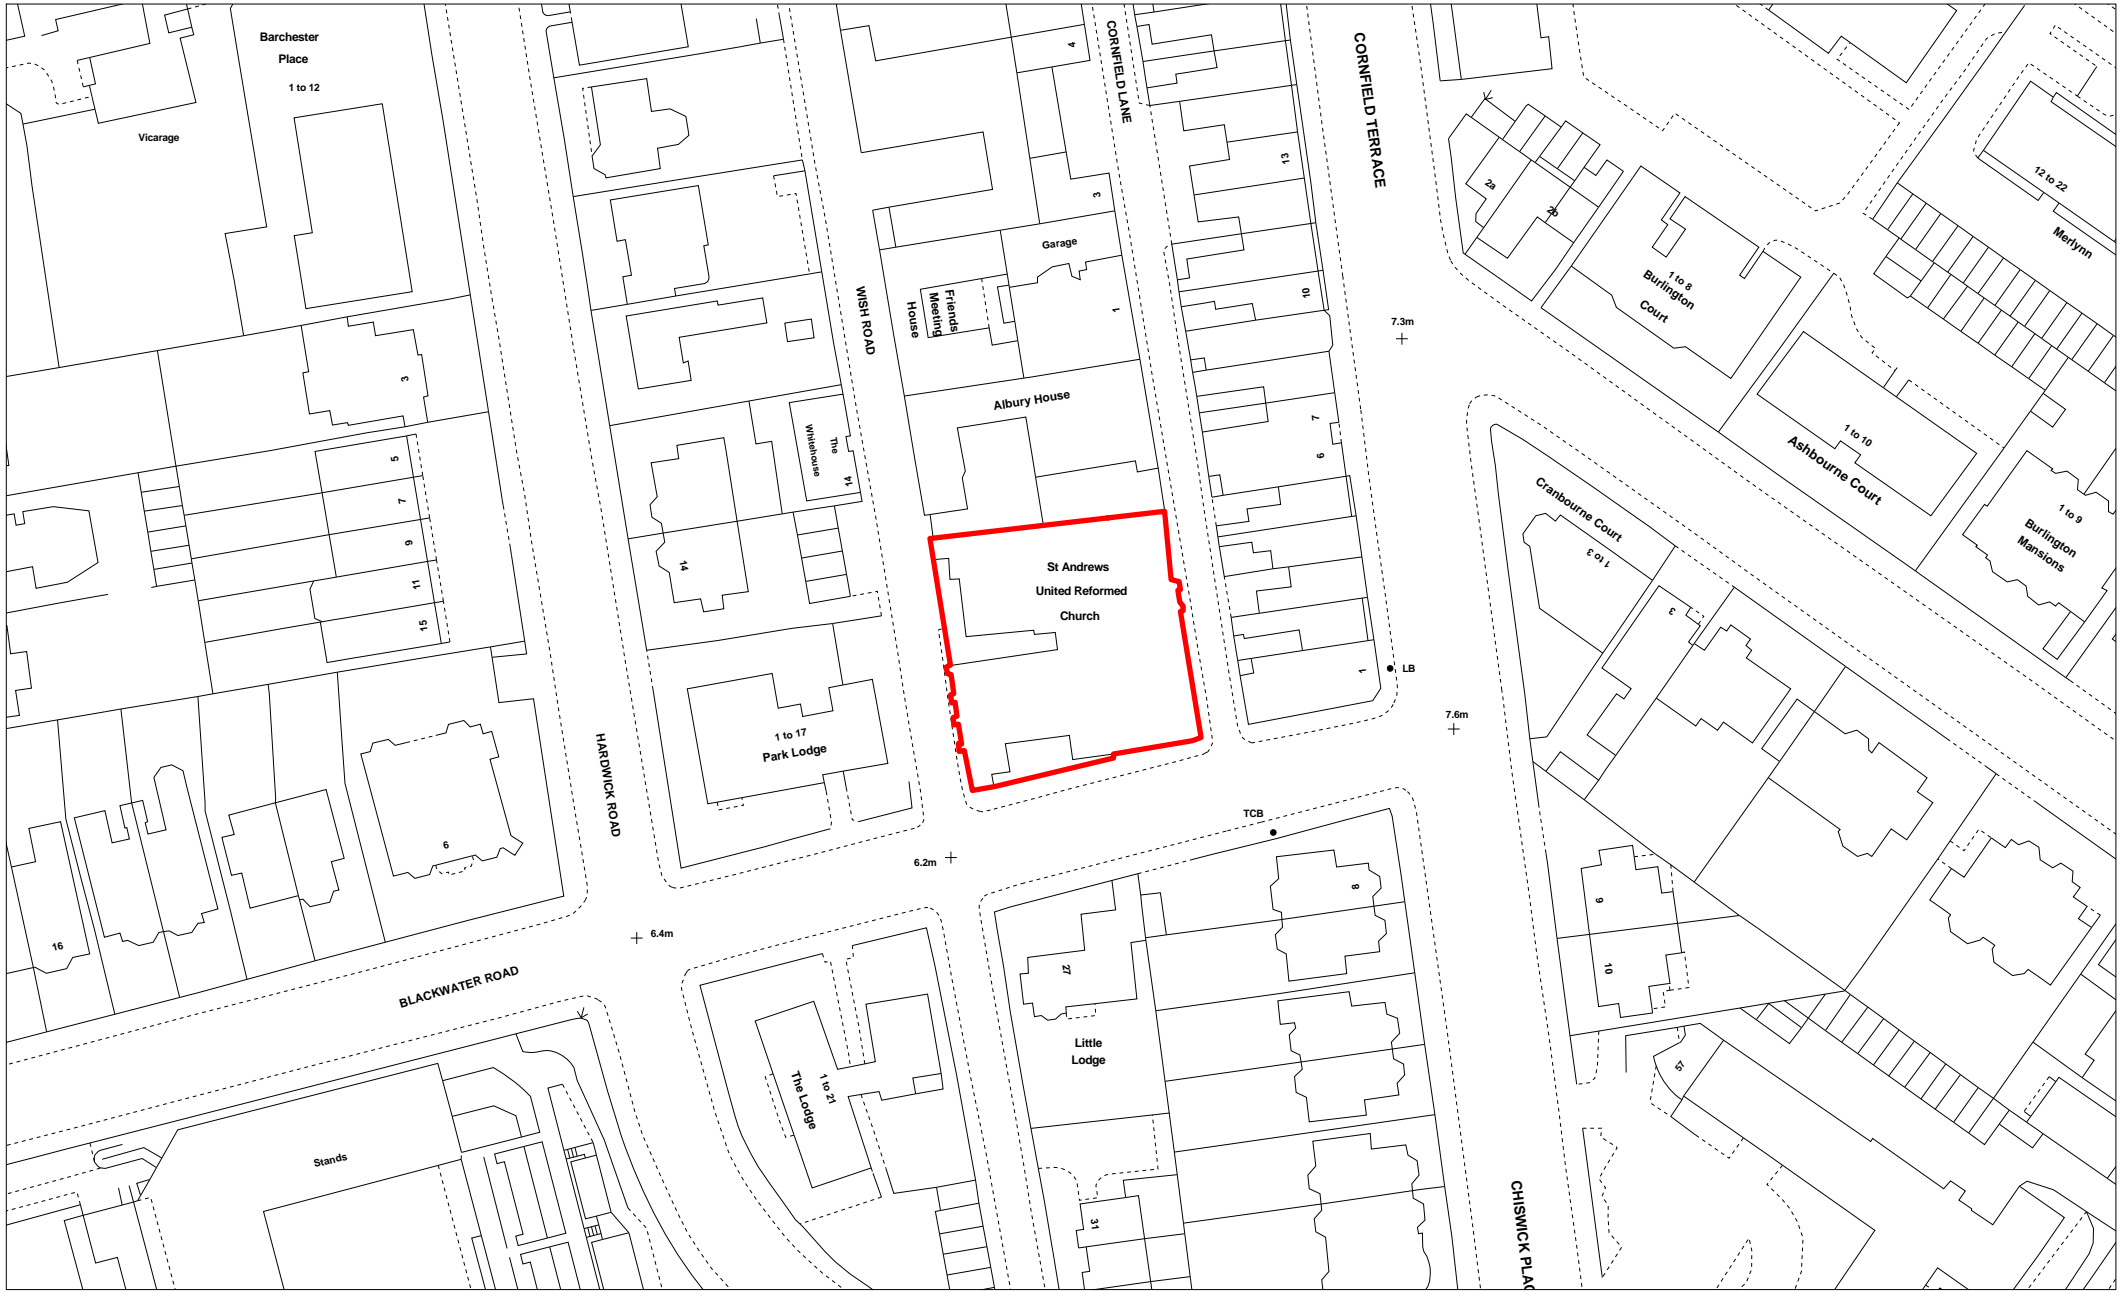 Barchester
Place
1 to 12
Vicarage
4
CORNFIELD LANE
CORNFIELD TERRACE
13
3
Garage
2a
2b
12 to 22
Merlynn
1 to 8
Burlington
Court
WISH ROAD
Friends
Meeting
House
1
10
7.3m
3
Albury House
The
Whitehouse
14
7
6
1 to 10
Ashbourne Court
5
7
9
11
15
14
St Andrews
United Reformed
Church
Cranbourne Court
1 to 3
3
1 to 9
Burlington
Mansions
1
LB
7.6m
HARDWICK ROAD
1 to 17
Park Lodge
TCB
6.2m
6
16
6.4m
BLACKWATER ROAD
8
9
10
27
Little
Lodge
1 to 21
The Lodge
57
Stands
31
CHISWICK PLAC